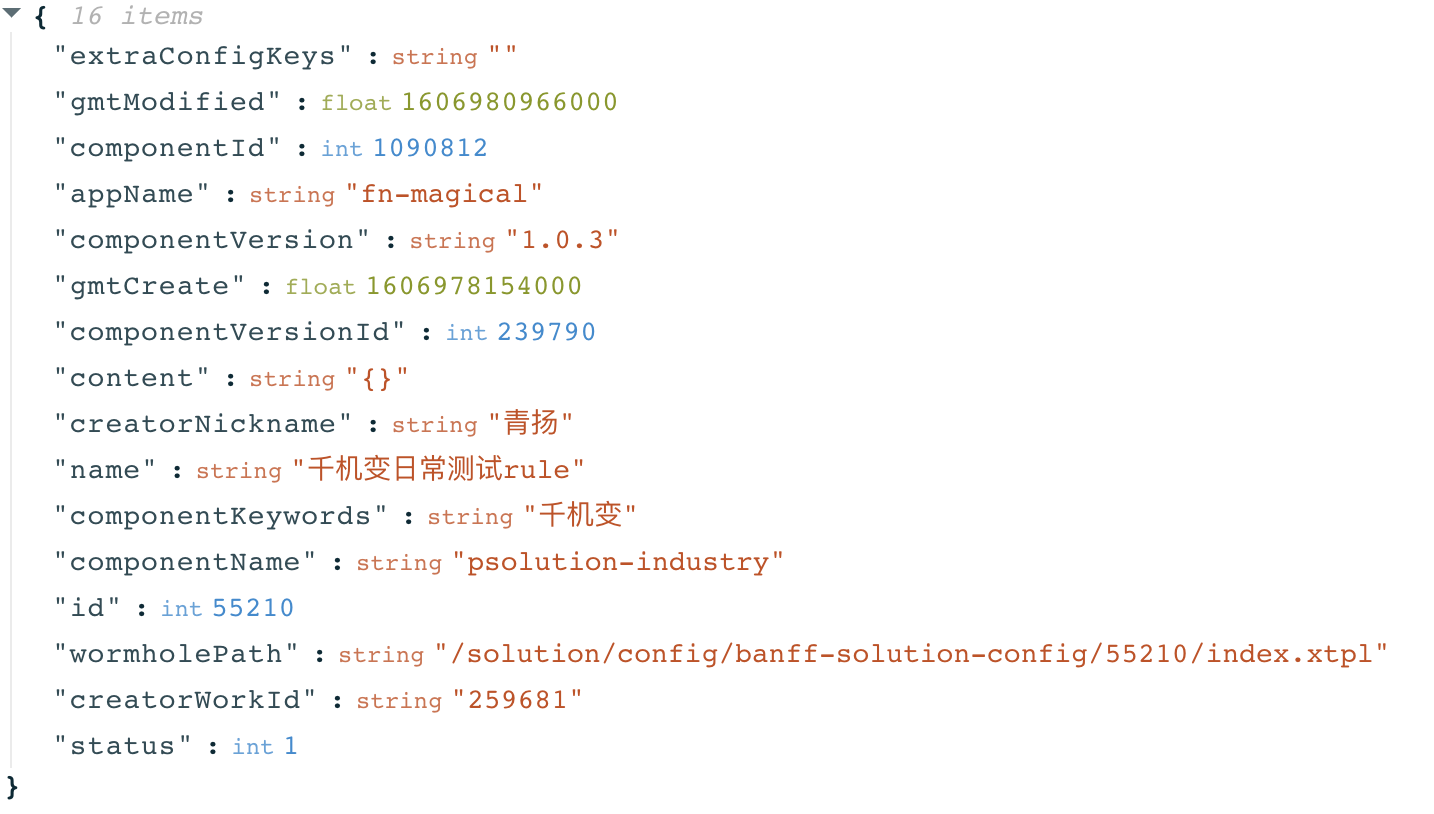 { 16 items
"extraConfigKeys" : string ""
"gmtModified" : float 1606980966000
"componentId" : int 1090812
"appName" : string "fn-magical"
"componentVersion" : string "1.0.3"
"gmtCreate" : float 1606978154000
"componentVersionId" : int 239790
"content" : string "{}"
"creatorNickname" : string "青扬"
"name" : string "千机变日常测试rule"
"componentKeywords" : string "千机变"
"componentName" : string "psolution-industry"
"id" : int 55210
"wormholePath" : string "/solution/config/banff-solution-config/55210/index.xtpl"
"creatorWorkId" : string "259681"
"status" : int 1
}